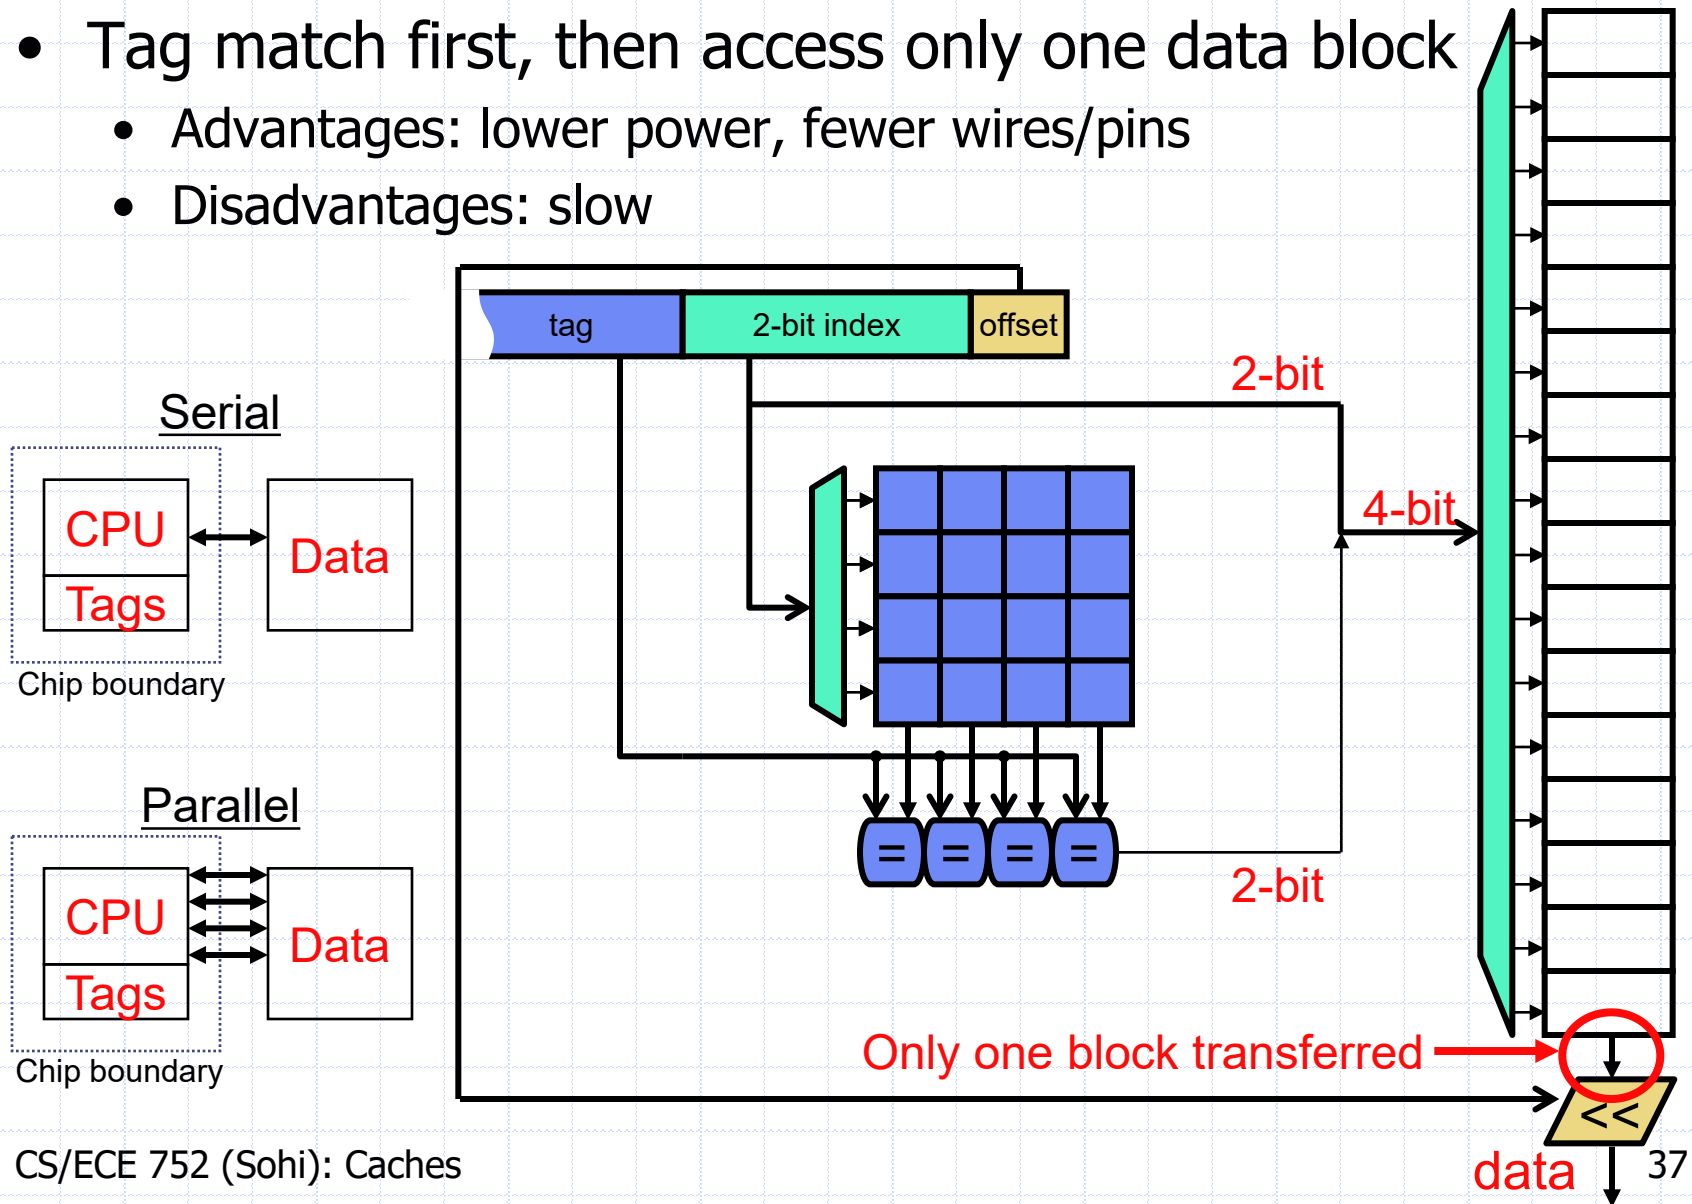 • Tag match first, then access only one data block
• Advantages: lower power, fewer wires/pins
• Disadvantages: slow
tag
2-bit index
offset
2-bit
4-bit
Serial
CPU
Tags
Data
Chip boundary
Parallel
CPU
Tags
Data
Chip boundary
= = = =
2-bit
Only one block transferred
<<
data
CS/ECE 752 (Sohi): Caches
37